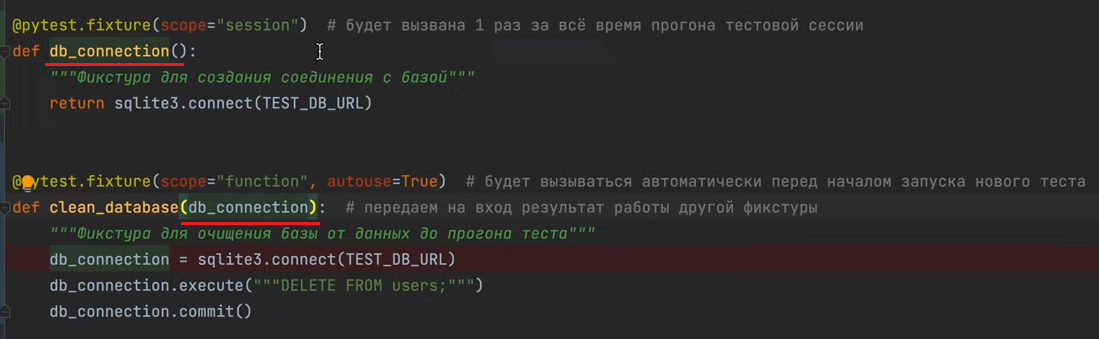 @pytest.fixture(scope="session")  # будет вызвана 1 раз за всё время прогона тестовой сессии
def db_connection():
    """Фикстура для создания соединения с базой"""
    return sqlite3.connect(TEST_DB_URL)
@pytest.fixture(scope="function", autouse=True)  # будет вызываться автоматически перед началом запуска нового теста
def clean_database(db_connection):  # передаем на вход результат работы другой фикстуры
    """Фикстура для очищения базы от данных до прогона теста"""
    db_connection = sqlite3.connect(TEST_DB_URL)
    db_connection.execute("""DELETE FROM users;""")
    db_connection.commit()